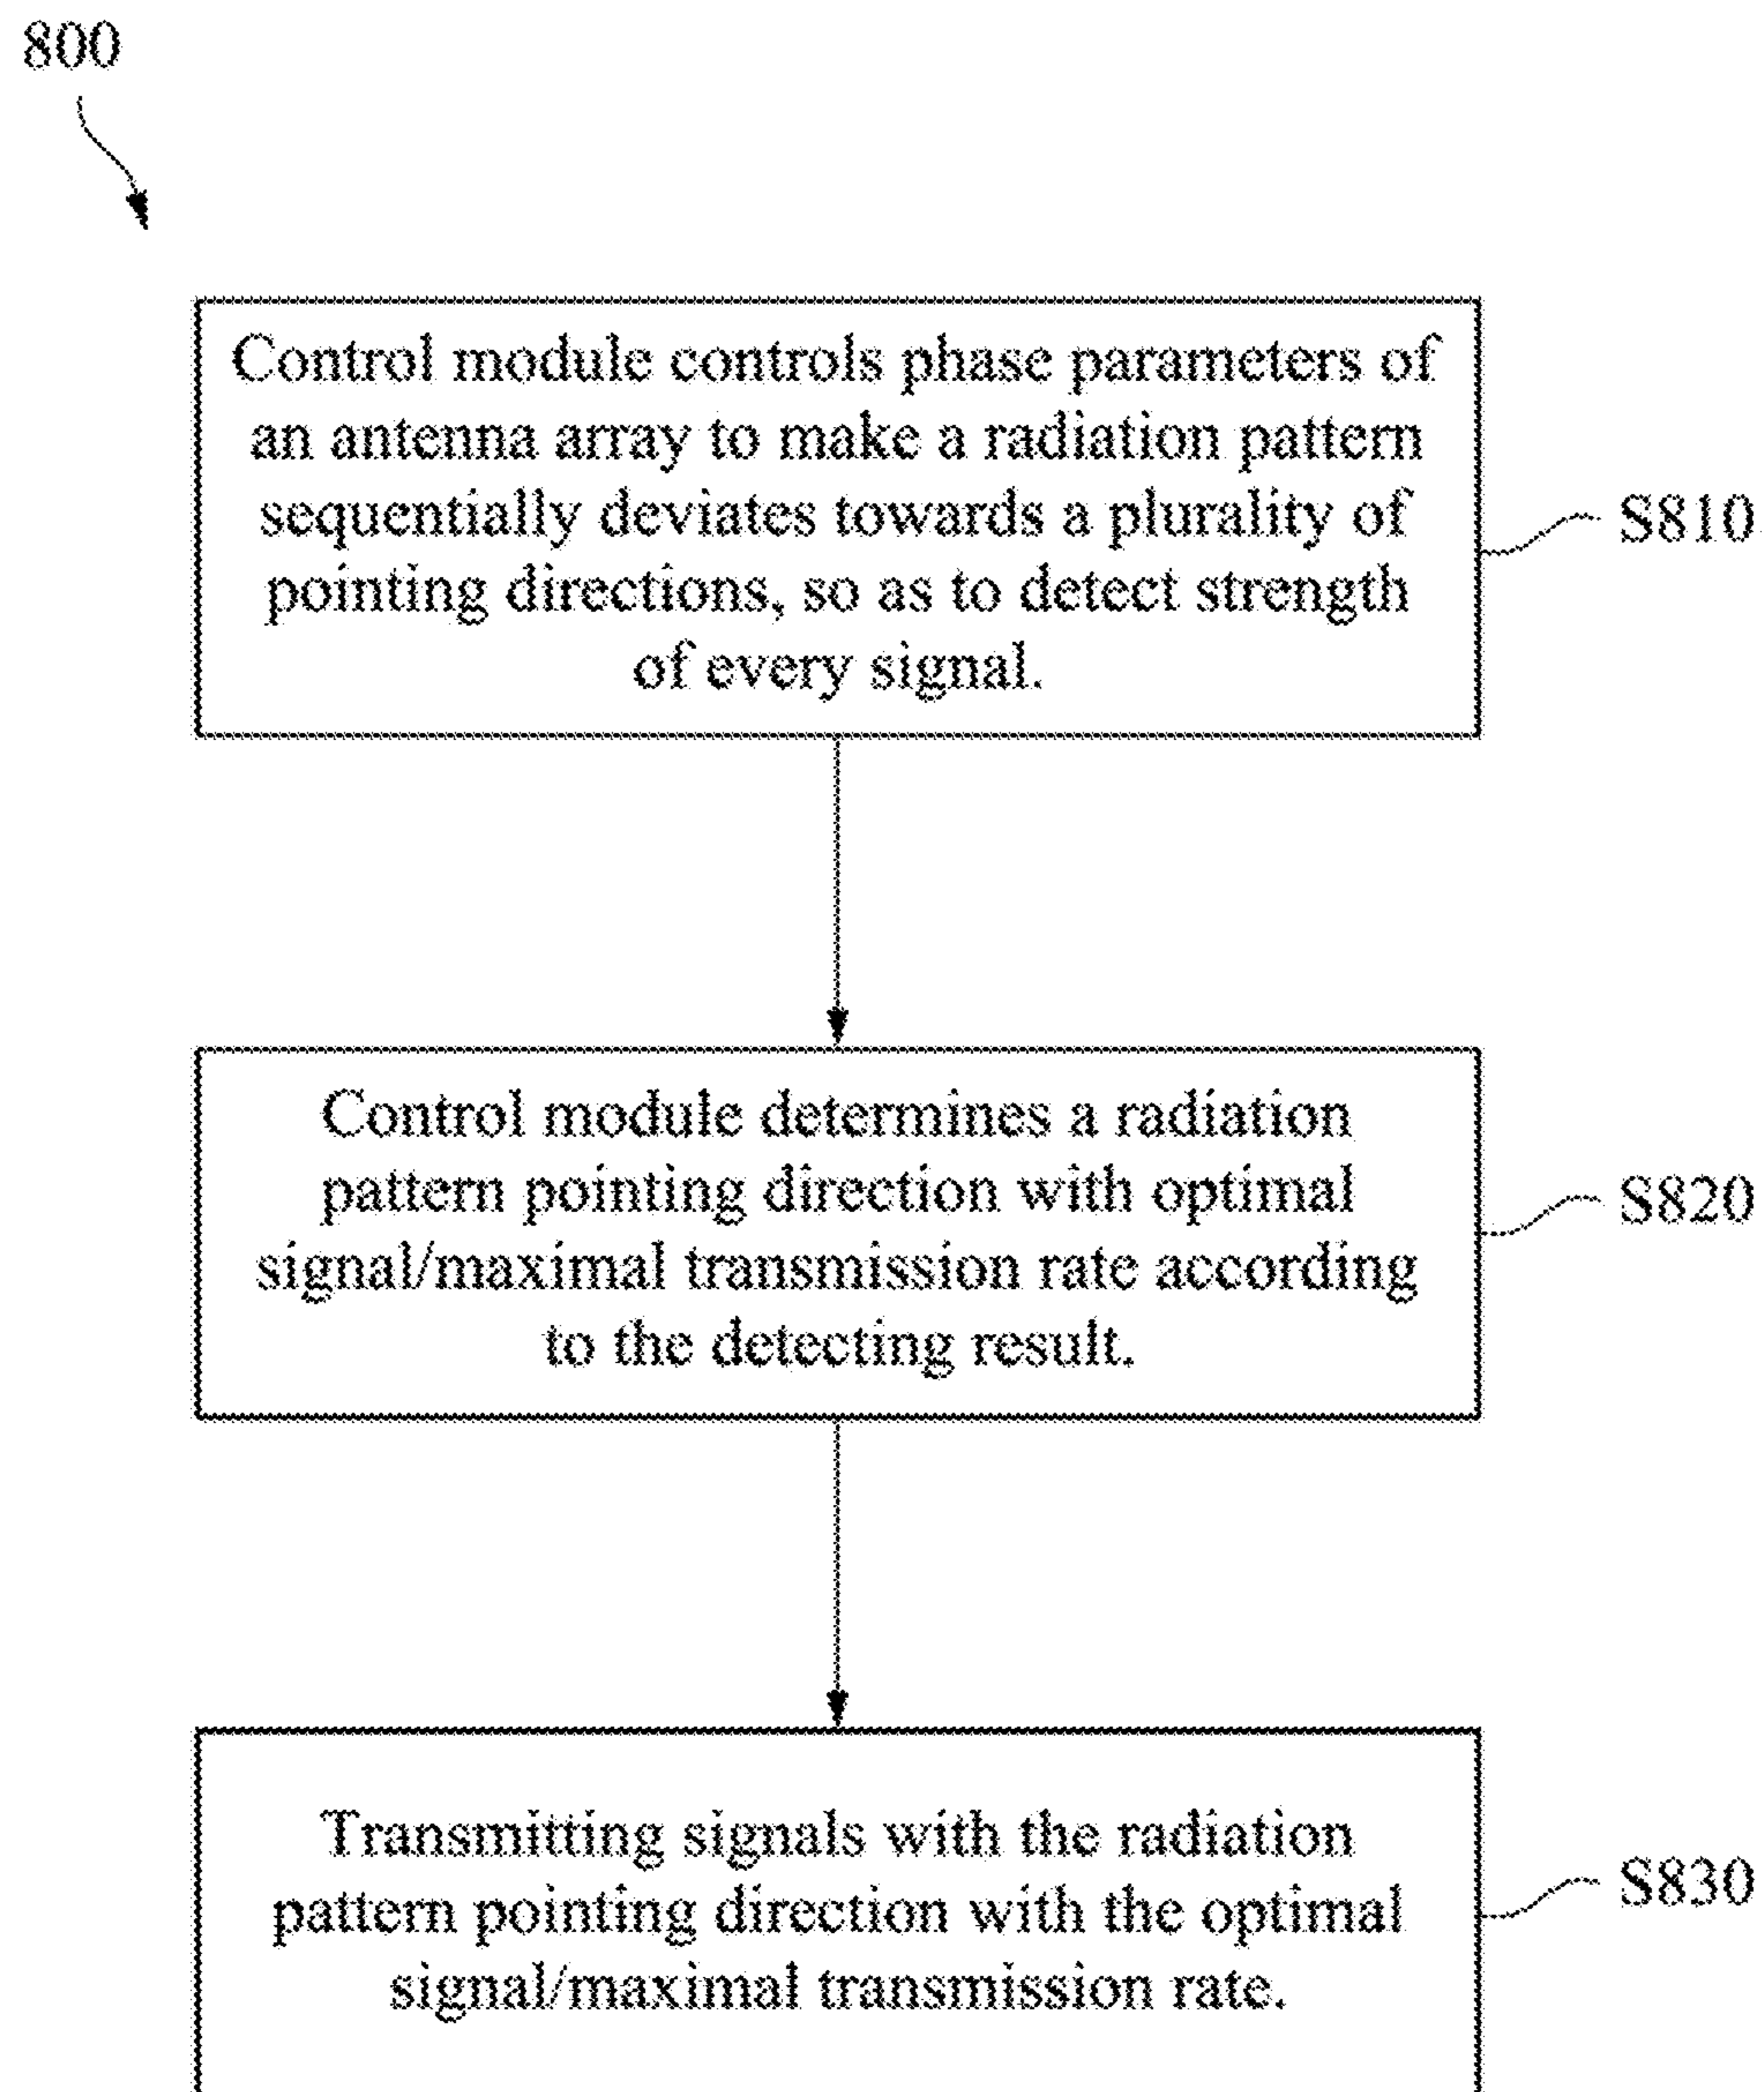 800
Control module controls phase parameters of
an antenna array to make a radiation pattern
sequentially deviates towards a plurality of
pointing directions, so as to detect strength
of every signal.
S810
Control module determines a radiation
pattern pointing direction with optimal
signal/maximal transmission rate according
to the detecting result.
S820
Transmitting signals with the radiation
pattern pointing direction with the optimal
signal/maximal transmission rate.
S830